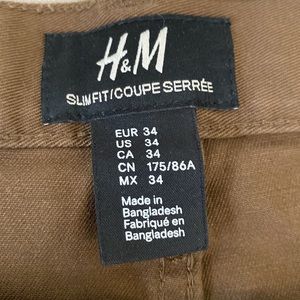 H&M
SLIM FIT/COUPE SERRÉE
EUR 34
US 34
CA 34
CN 175/86A
MX 34
Made in
Bangladesh
Fabriqué en
Bangladesh